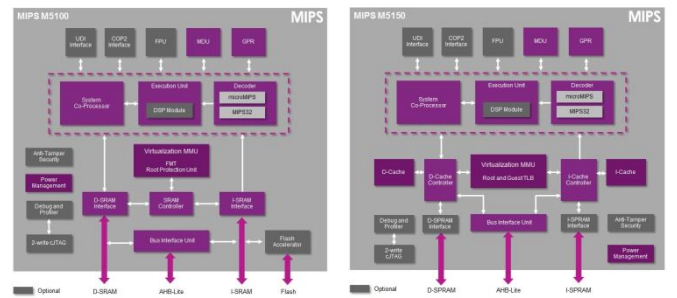 MIPS M5100
MIPS
UDI
Interface
COP2
Interface
FPU
MDU
GPR
System
Co-Processor
Execution Unit
DSP Module
Decoder
microMIPS
MIPS32
Anti-Tamper
Security
Virtualization MMU
FMT
Root Protection Unit
Power
Management
Debug and
Profiler
D-SRAM
Interface
SRAM
Controller
I-SRAM
Interface
2-write cJTAG
Bus Interface Unit
Flash
Accelerator
Optional
D-SRAM
AHB-Lite
I-SRAM
Flash
MIPS M5150
MIPS
UDI
Interface
COP2
Interface
FPU
MDU
GPR
System
Co-Processor
Execution Unit
DSP Module
Decoder
microMIPS
MIPS32
D-Cache
D-Cache
Controller
Virtualization MMU
Root and Guest TLB
I-Cache
Controller
I-Cache
Debug and
Profiler
D-SPRAM
Interface
Bus Interface Unit
I-SPRAM
Interface
Anti-Tamper
Security
2-write
cJTAG
Power
Management
Optional
D-SPRAM
AHB-Lite
I-SPRAM